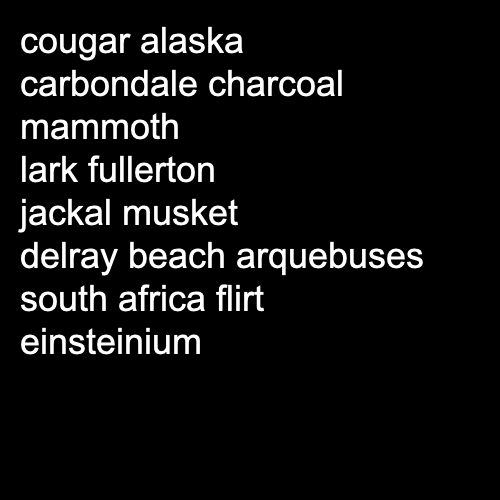 cougar alaska
carbondale charcoal
mammoth
lark fullerton
jackal musket
delray beach arquebuses
south africa flirt
einsteinium